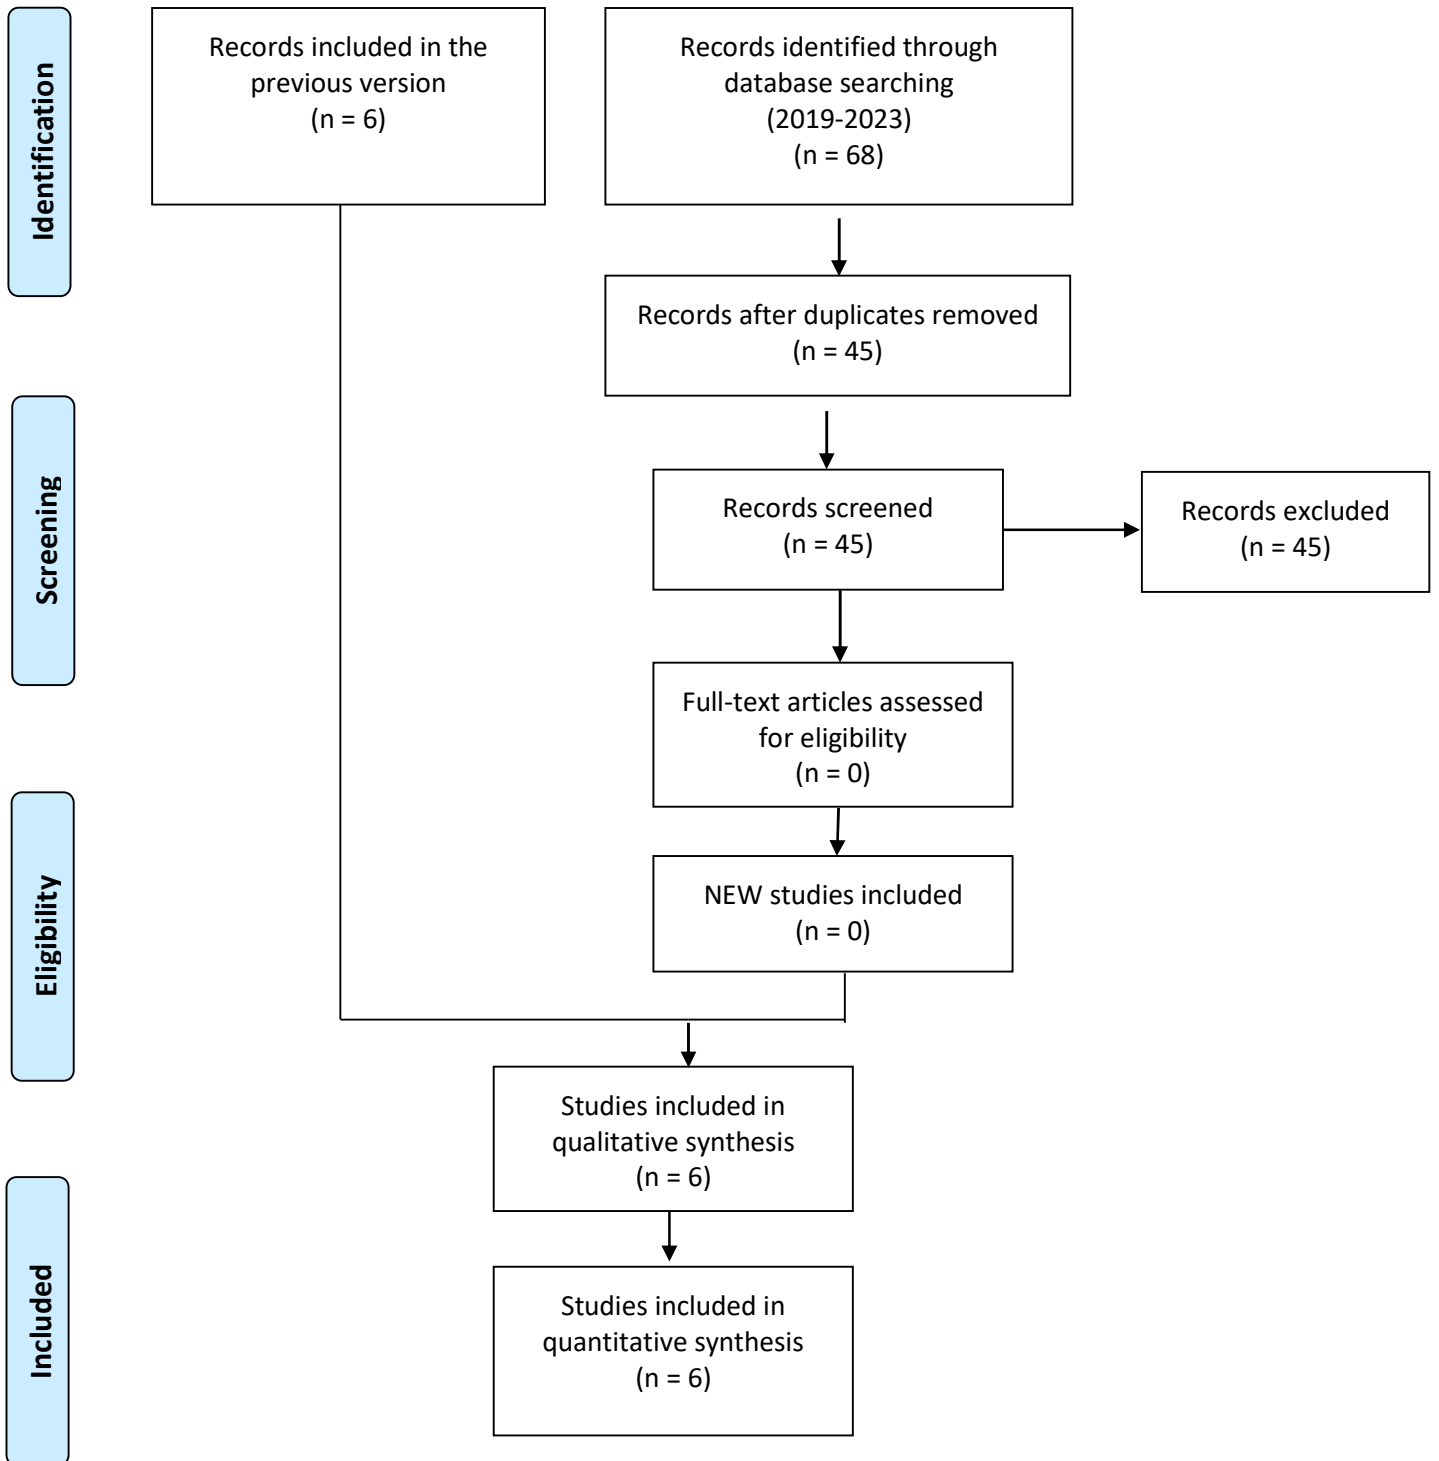 Identification
Records included in the
previous version
(n = 6)
Records identified through
database searching
(2019-2023)
(n = 68)
Records after duplicates removed
(n = 45)
Screening
Records screened
(n = 45)
Records excluded
(n = 45)
Full-text articles assessed
for eligibility
(n = 0)
Eligibility
NEW studies included
(n = 0)
Studies included in
qualitative synthesis
(n = 6)
Included
Studies included in
quantitative synthesis
(n = 6)